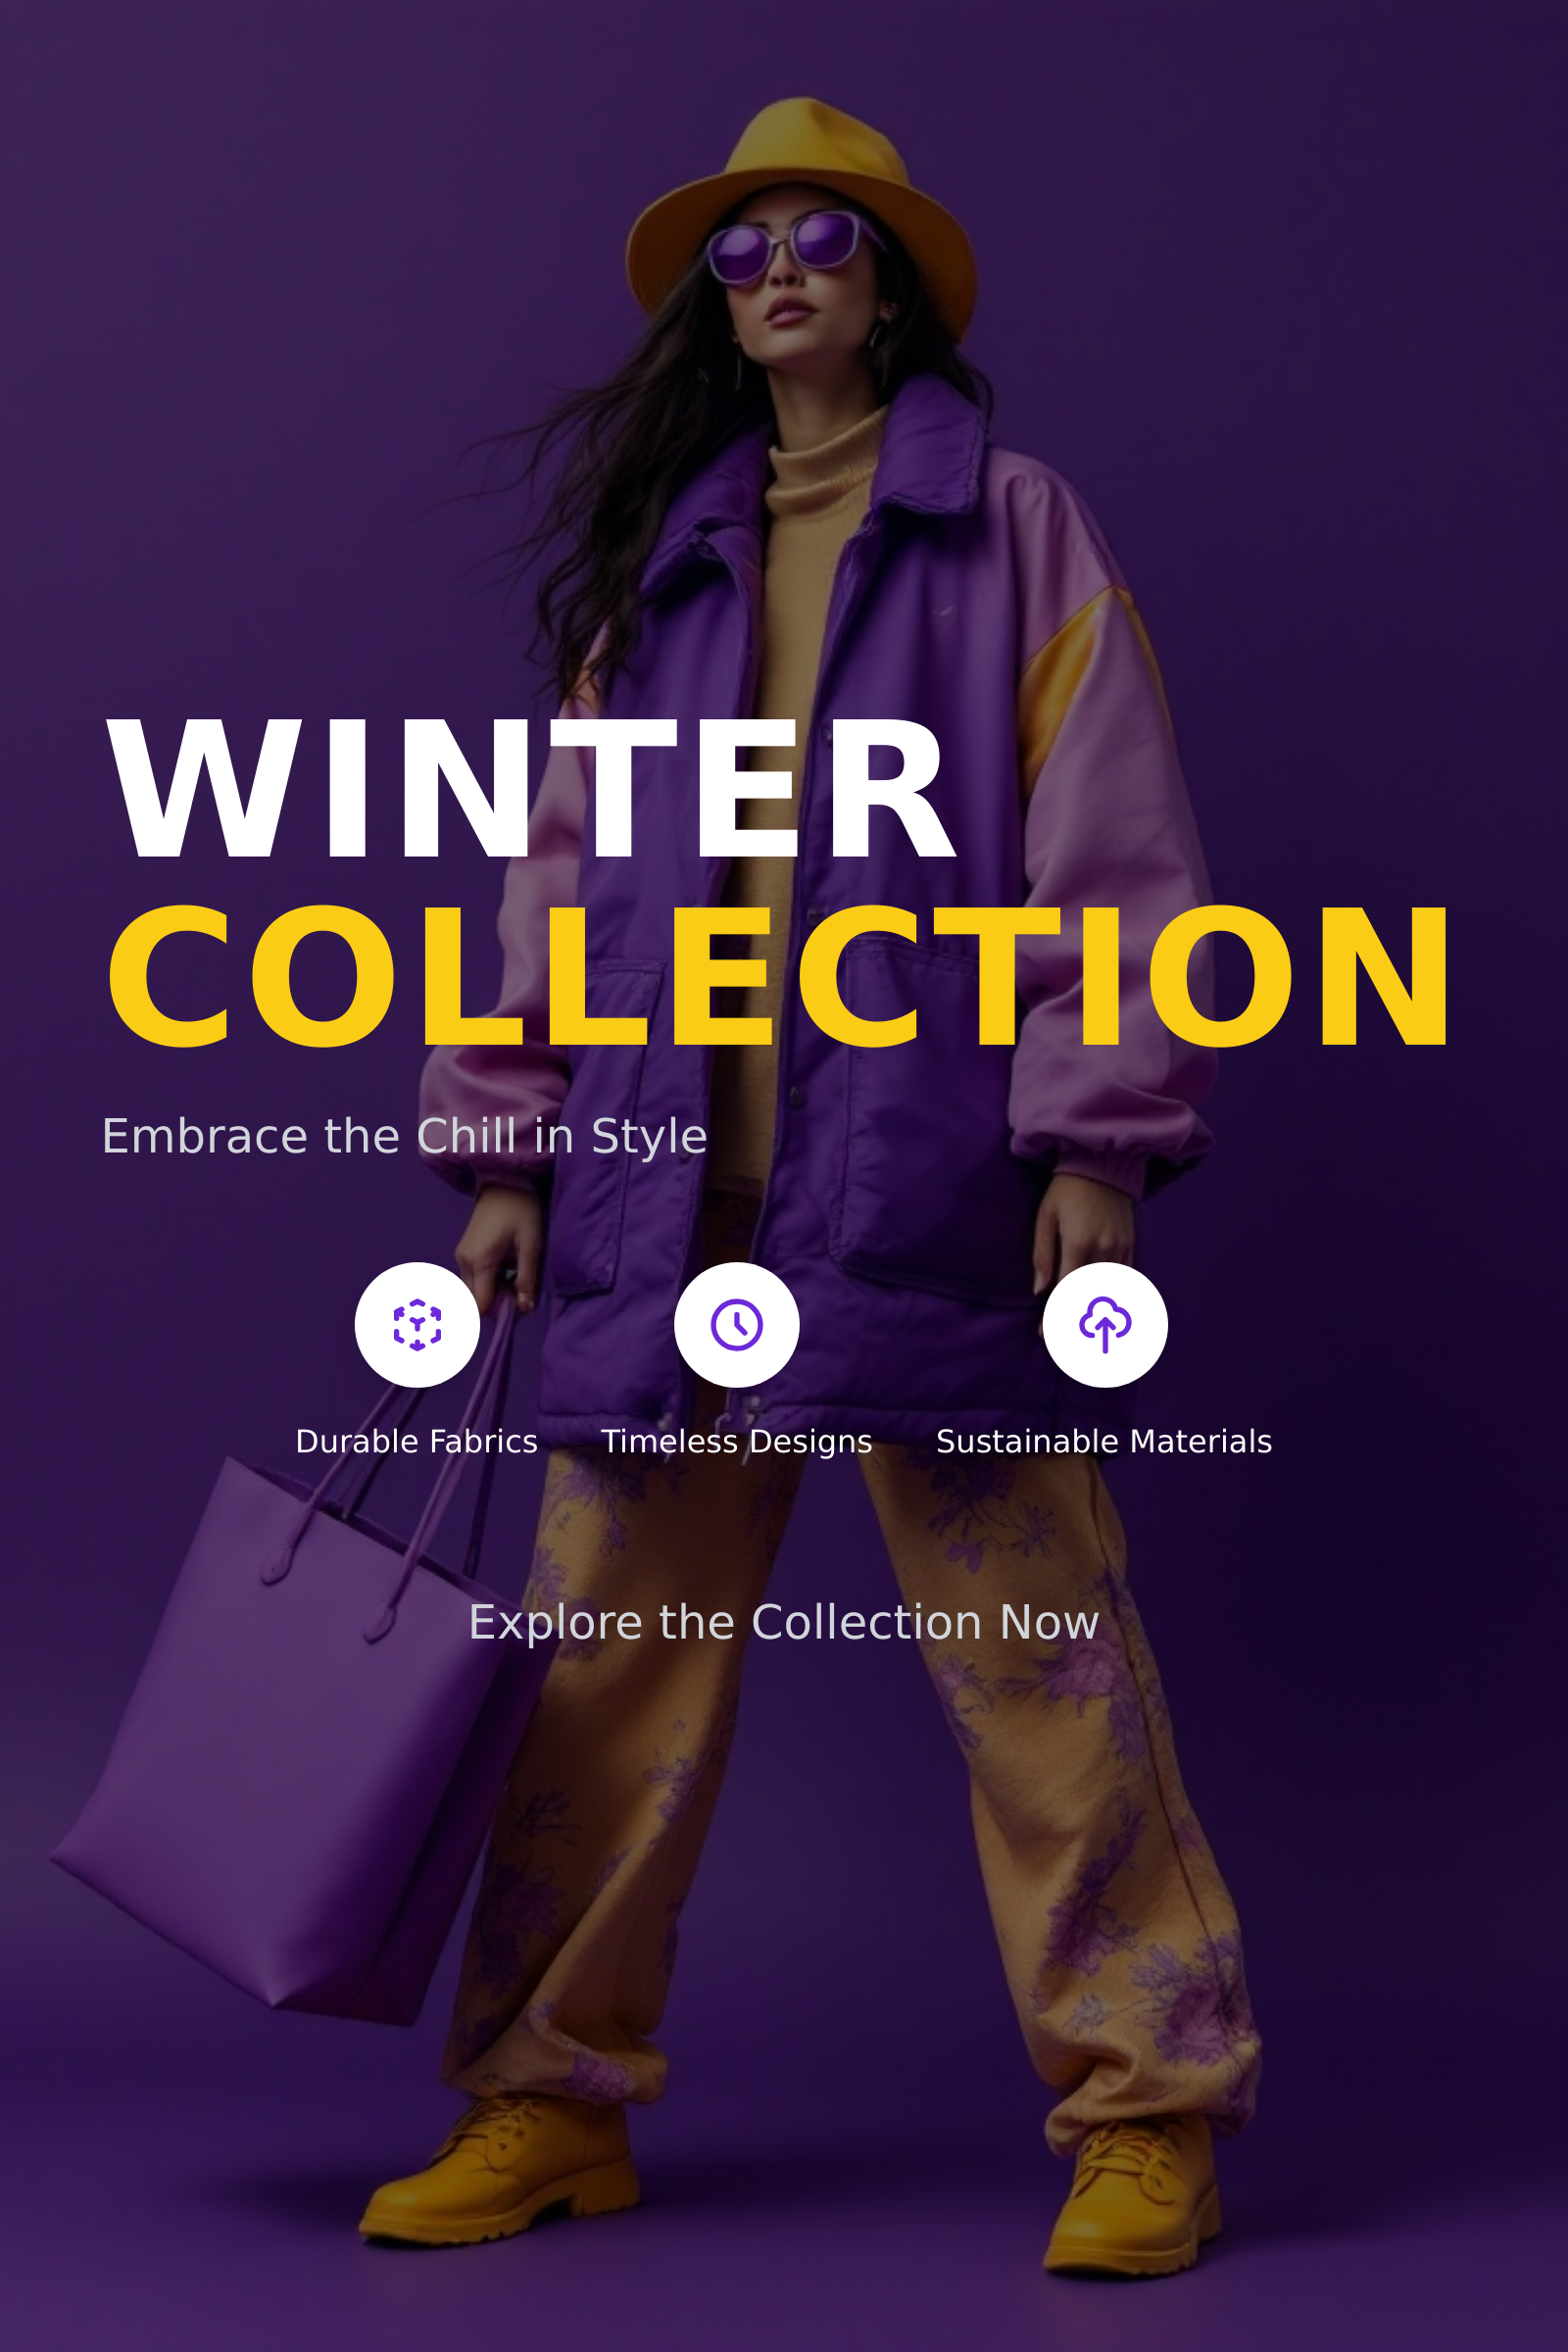 WINTER
COLLECTION
Embrace the Chill in Style
Durable Fabrics
Timeless Designs
Sustainable Materials
Explore the Collection Now